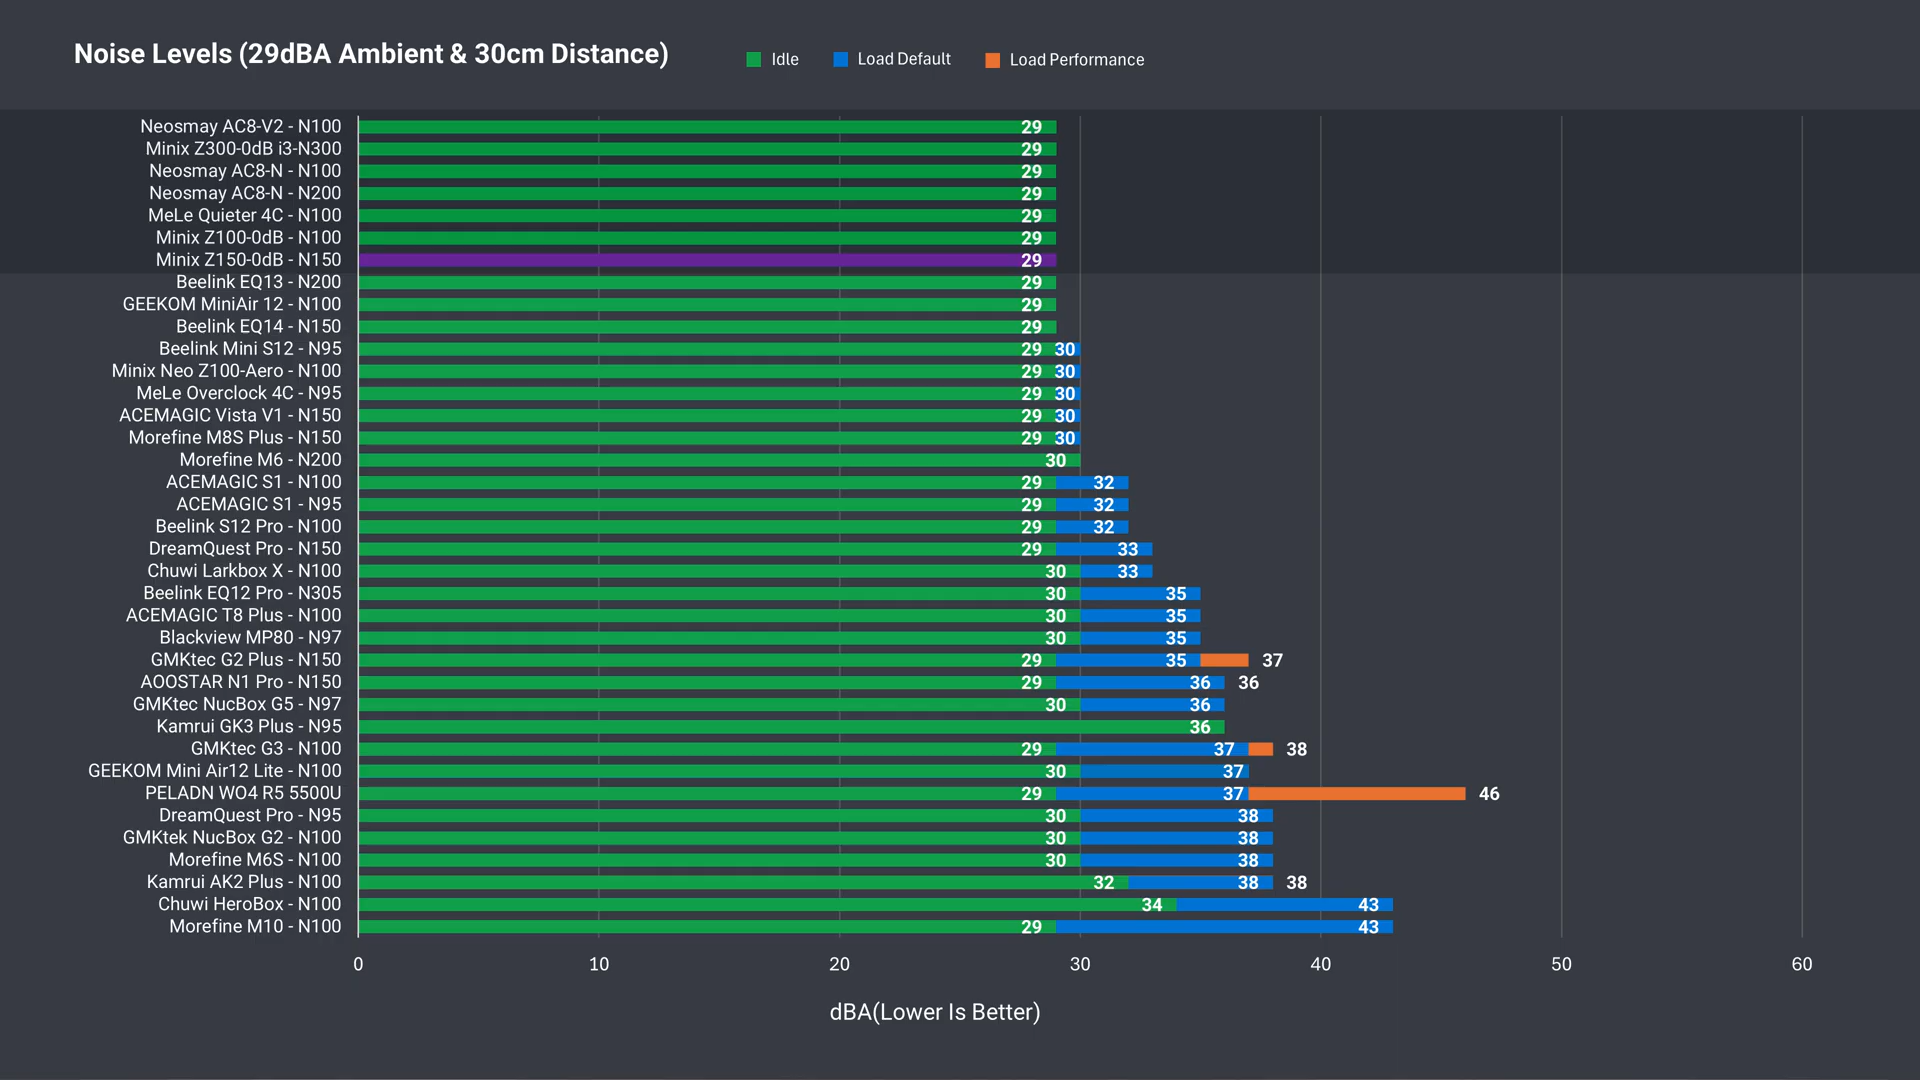 Noise Levels (29dBA Ambient & 30cm Distance)
Idle Load Default Load Performance
Neosmay AC8-V2 - N100 29
Minix Z300-0dB i3-N300 29
Neosmay AC8-N - N100 29
Neosmay AC8-N - N200 29
MeLe Quieter 4C - N100 29
Minix Z100-0dB - N100 29
Minix Z150-0dB - N150 29
Beelink EQ13 - N200 29
GEEKOM MiniAir 12 - N100 29
Beelink EQ14 - N150 29
Beelink Mini S12 - N95 29 30
Minix Neo Z100-Aero - N100 29 30
MeLe Overclock 4C - N95 29 30
ACEMAGIC Vista V1 - N150 29 30
Morefine M8S Plus - N150 29 30
Morefine M6 - N200 30
ACEMAGIC S1 - N100 29 32
ACEMAGIC S1 - N95 29 32
Beelink S12 Pro - N100 29 32
DreamQuest Pro - N150 29 33
Chuwi Larkbox X - N100 30 33
Beelink EQ12 Pro - N305 30 35
ACEMAGIC T8 Plus - N100 30 35
Blackview MP80 - N97 30 35
GMKtec G2 Plus - N150 29 35 37
AOOSTAR N1 Pro - N150 29 36 36
GMKtec NucBox G5 - N97 30 36
Kamrui GK3 Plus - N95 36
GMKtec G3 - N100 29 37 38
GEEKOM Mini Air12 Lite - N100 30 37
PELADN WO4 R5 5500U 29 37 46
DreamQuest Pro - N95 30 38
GMKtek NucBox G2 - N100 30 38
Morefine M6S - N100 30 38
Kamrui AK2 Plus - N100 32 38 38
Chuwi HeroBox - N100 34 43
Morefine M10 - N100 29 43
0 10 20 30 40 50 60
dBA(Lower Is Better)